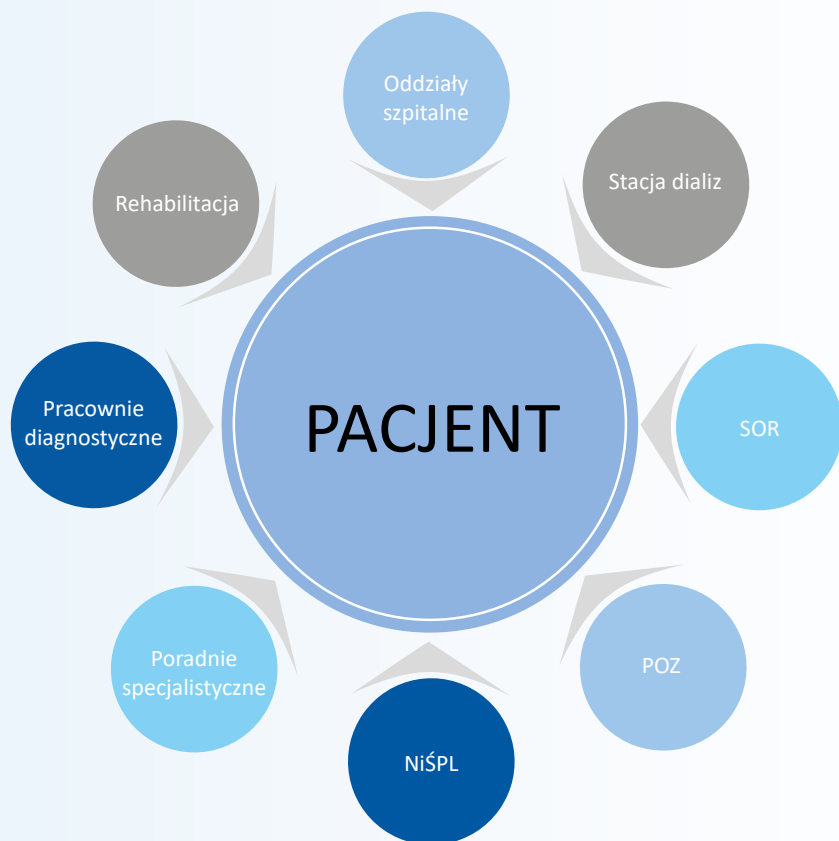 Oddziały
szpitalne
Stacja dializ
Rehabilitacja
PACJENT
Pracownie
diagnostyczne
SOR
Poradnie
specjalistyczne
POZ
NiŚPL